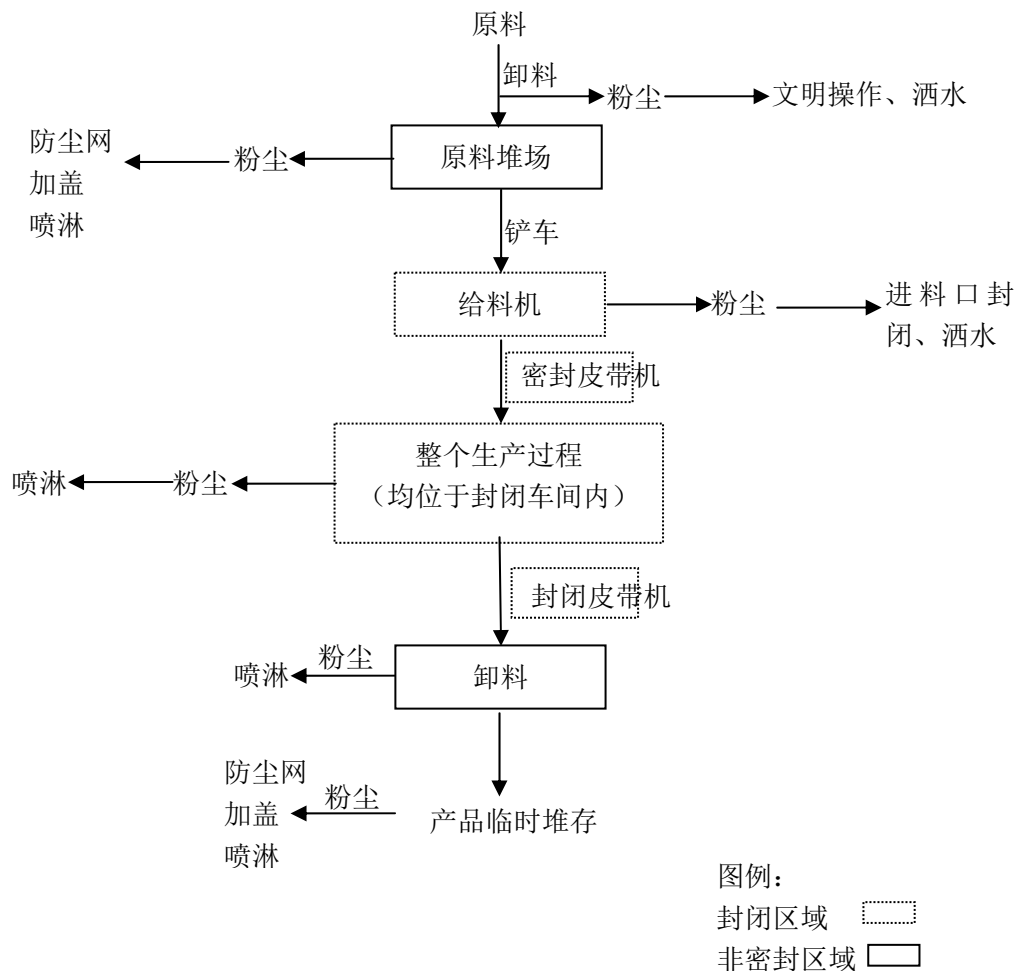 原料
卸料
粉尘
文明操作、洒水
防尘网
加盖
喷淋
粉尘
原料堆场
铲车
给料机
粉尘
进料口封
闭、洒水
密封皮带机
整个生产过程
（均位于封闭车间内）
粉尘
喷淋
封闭皮带机
粉尘
喷淋
卸料
防尘网
加盖
喷淋
粉尘
产品临时堆存
图例：
封闭区域
非密封区域